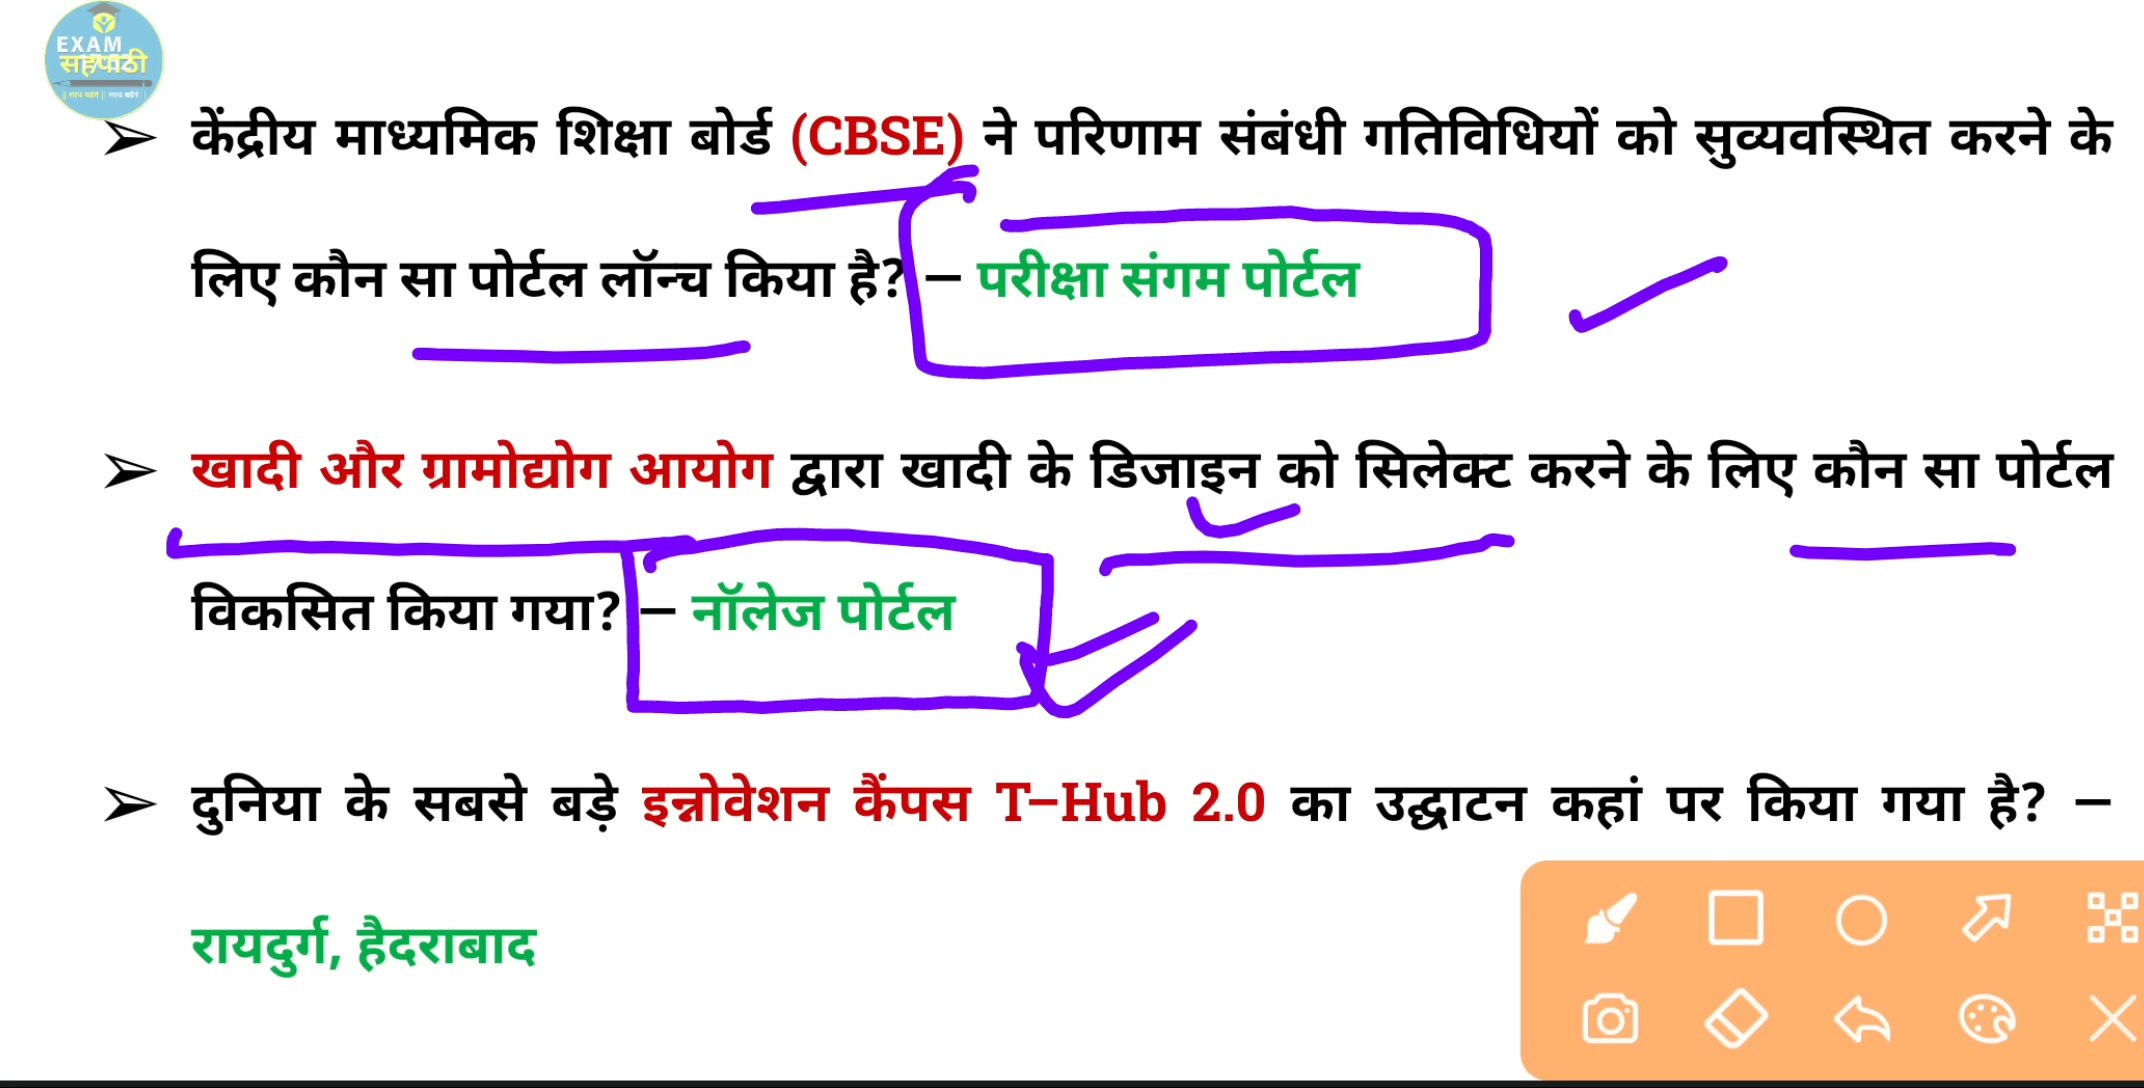 EXAM
सहपाठी
➢ केंद्रीय माध्यमिक शिक्षा बोर्ड (CBSE) ने परिणाम संबंधी गतिविधियों को सुव्यवस्थित करने के
लिए कौन सा पोर्टल लॉन्च किया है? – परीक्षा संगम पोर्टल
➢ खादी और ग्रामोद्योग आयोग द्वारा खादी के डिजाइन को सिलेक्ट करने के लिए कौन सा पोर्टल
विकसित किया गया? – नॉलेज पोर्टल
➢ दुनिया के सबसे बड़े इन्नोवेशन कैंपस T–Hub 2.0 का उद्घाटन कहां पर किया गया है? –
रायदुर्ग, हैदराबाद